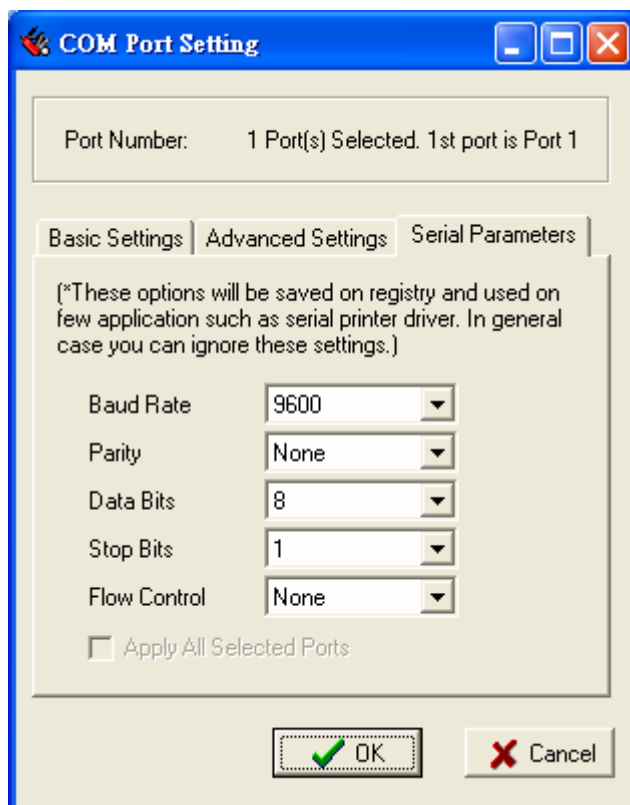 COM Port Setting
Port Number: 1 Port(s) Selected. 1st port is Port 1
Basic Settings Advanced Settings Serial Parameters
(*These options will be saved on registry and used on
few application such as serial printer driver. In general
case you can ignore these settings.)
Baud Rate 9600
Parity None
Data Bits 8
Stop Bits 1
Flow Control None
Apply All Selected Ports
OK Cancel